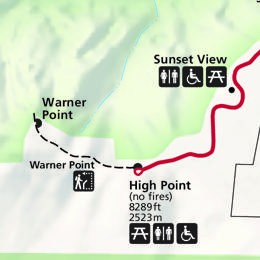 Sunset View
Warner
Point
Warner Point
High Point
(no fires)
8289ft
2523m